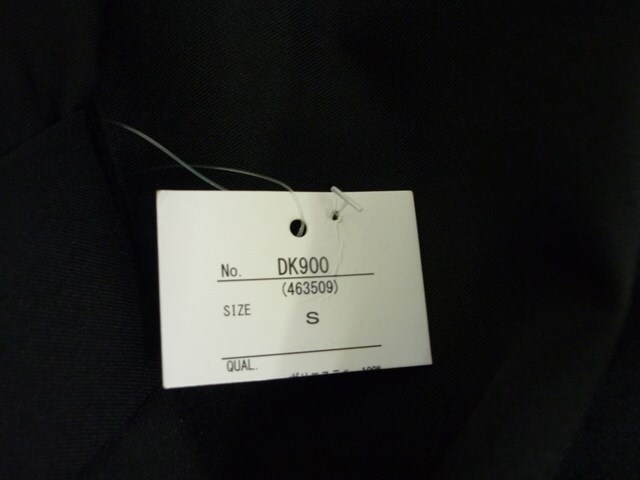 No. DK900
(463509)
SIZE S
QUAL.